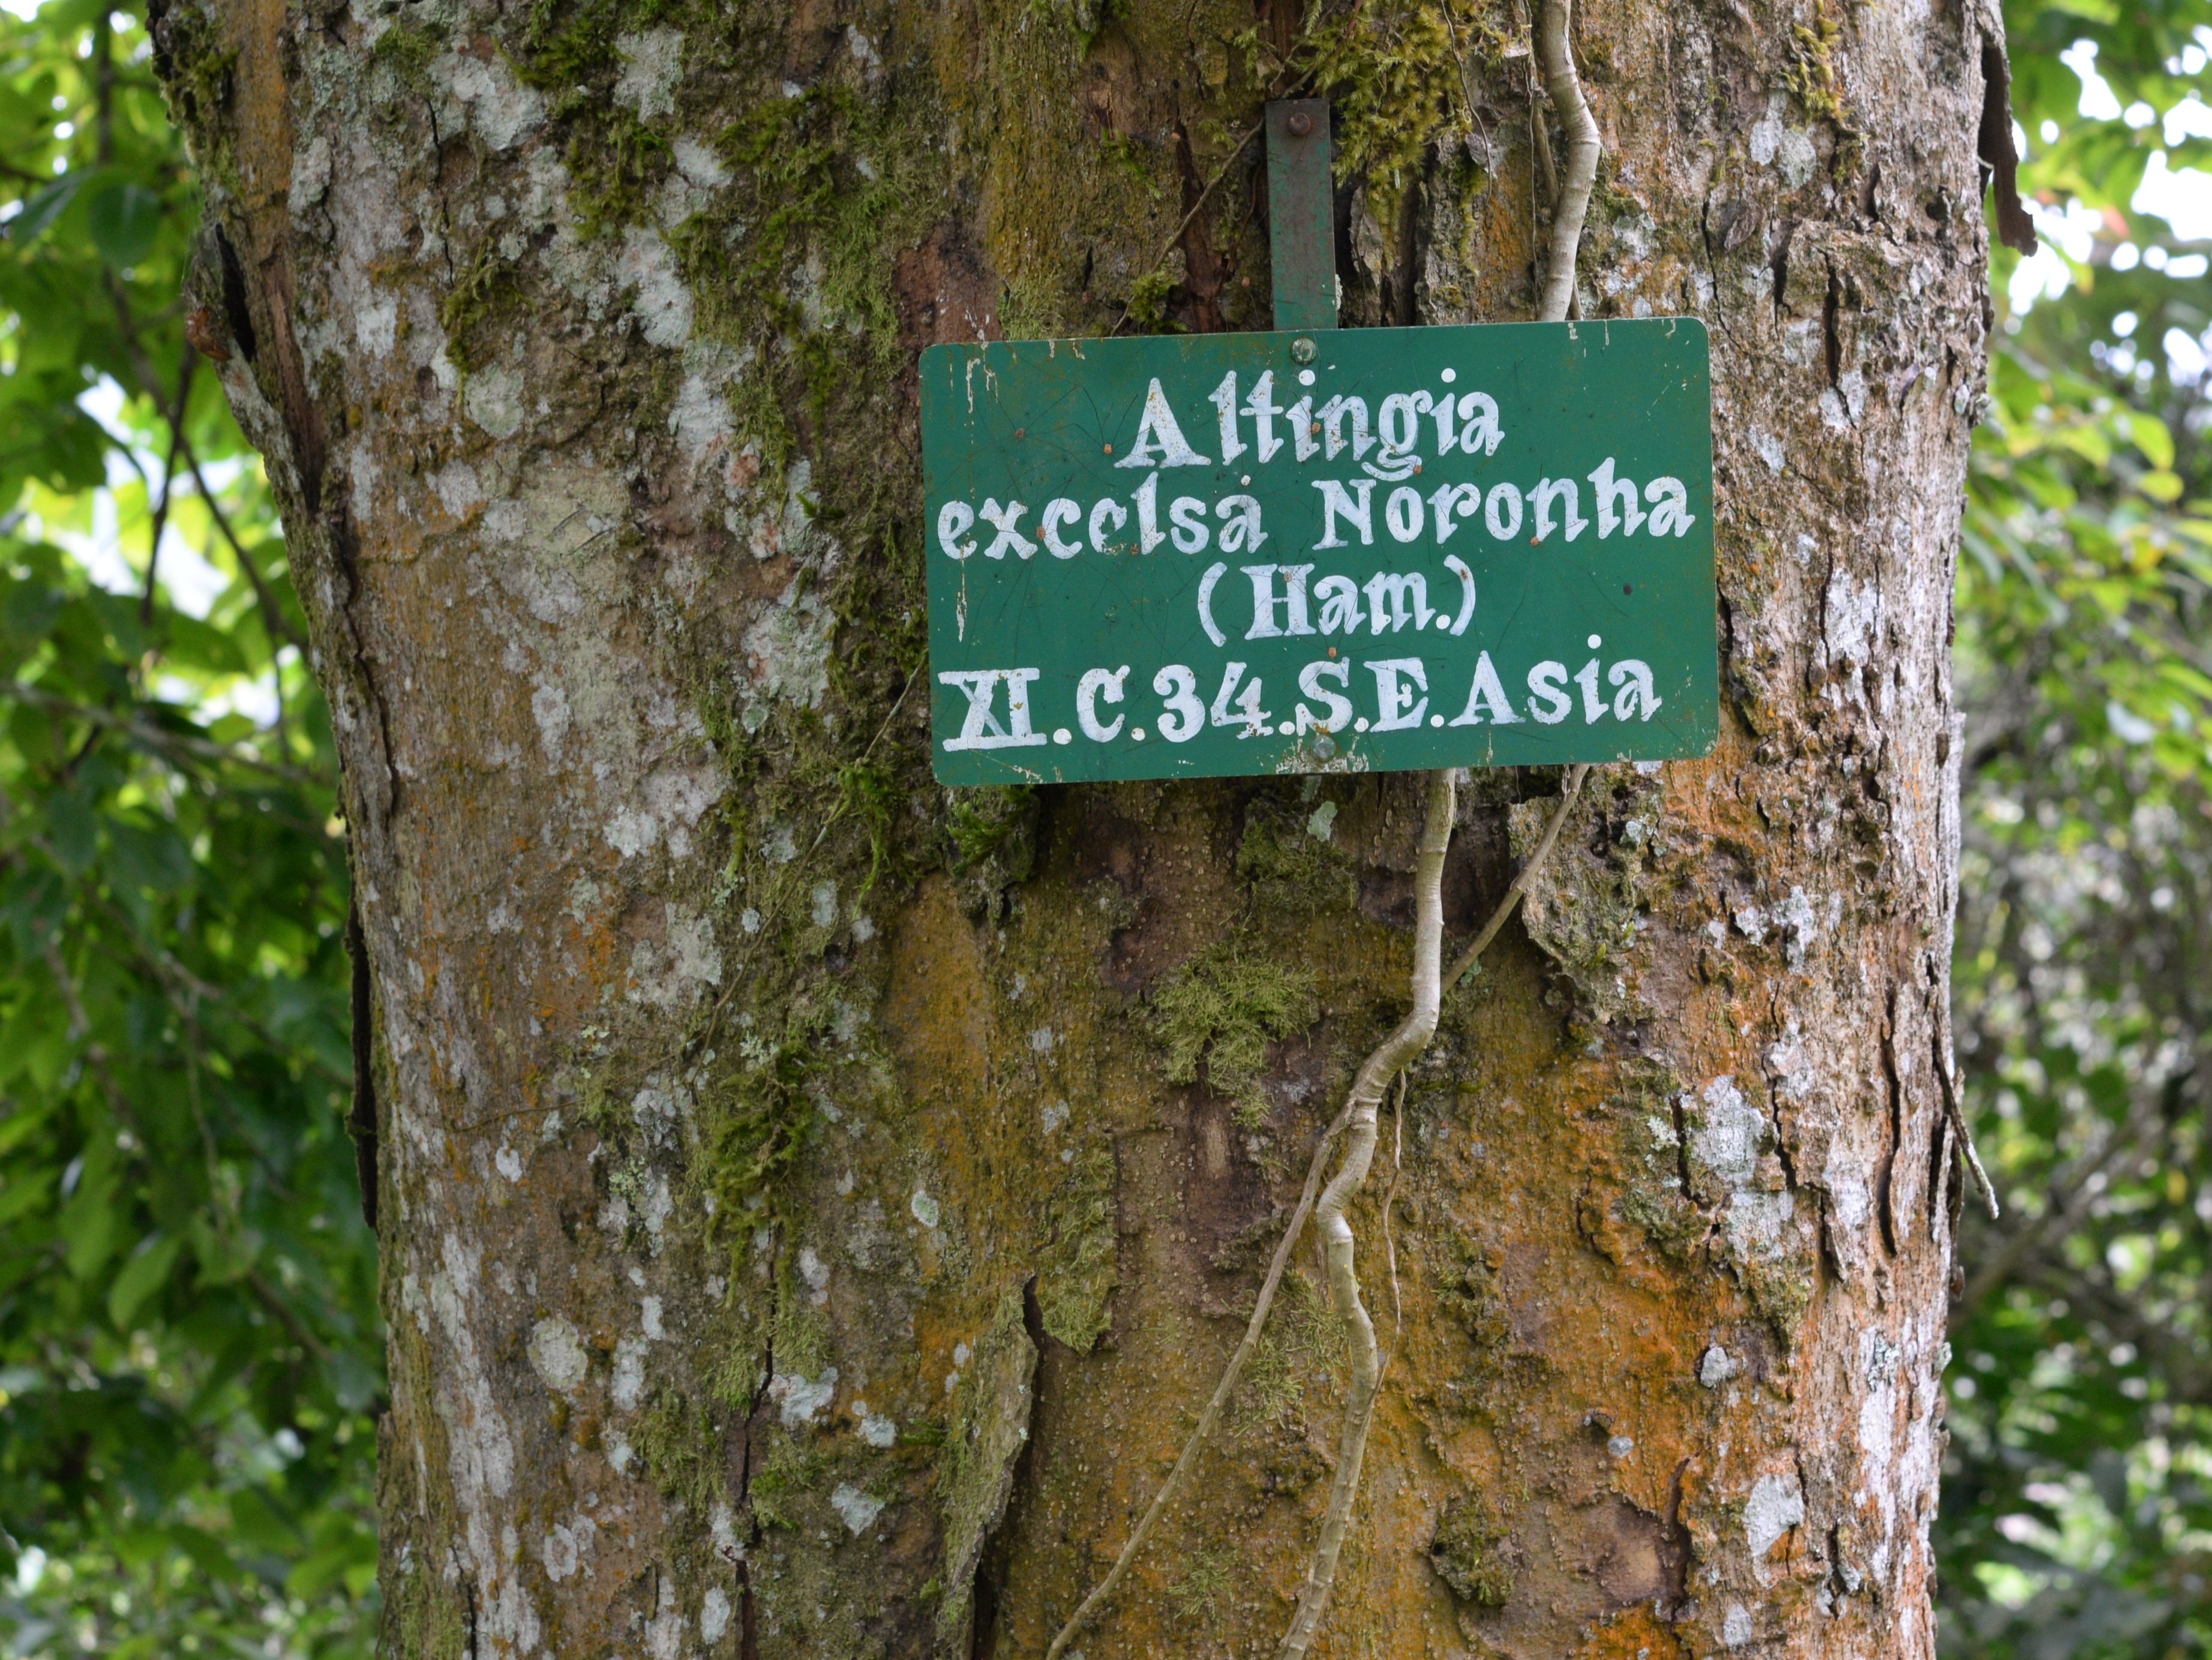 Altingia
excelsa Noronha
(Ham.)
XI.C.34.S.E.Asia